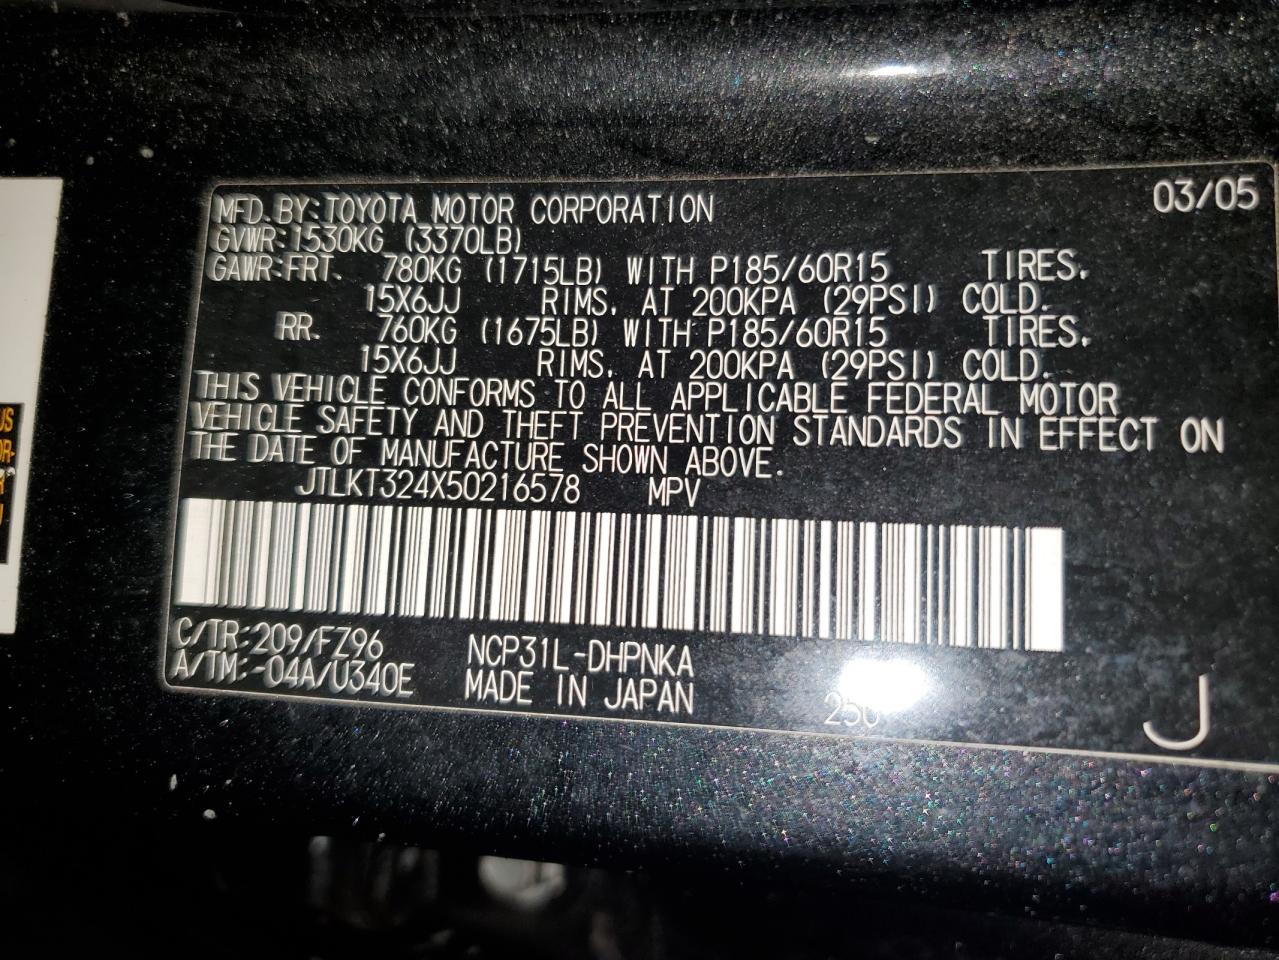 MFD. BY: TOYOTA MOTOR CORPORATION 03/05
GVWR: 1530KG (3370LB)
GAWR: FRT. 780KG (1715LB) WITH P185/60R15 TIRES.
15X6JJ RIMS, AT 200KPA (29PSI) COLD.
RR. 760KG (1675LB) WITH P185/60R15 TIRES.
15X6JJ RIMS, AT 200KPA (29PSI) COLD.
THIS VEHICLE CONFORMS TO ALL APPLICABLE FEDERAL MOTOR
VEHICLE SAFETY AND THEFT PREVENTION STANDARDS IN EFFECT ON
THE DATE OF MANUFACTURE SHOWN ABOVE.
JTLKT324X50216578 MPV
C/TR: 209/FZ96 NCP31L-DHPNKA
A/TM: -04A/U340E MADE IN JAPAN
J
US